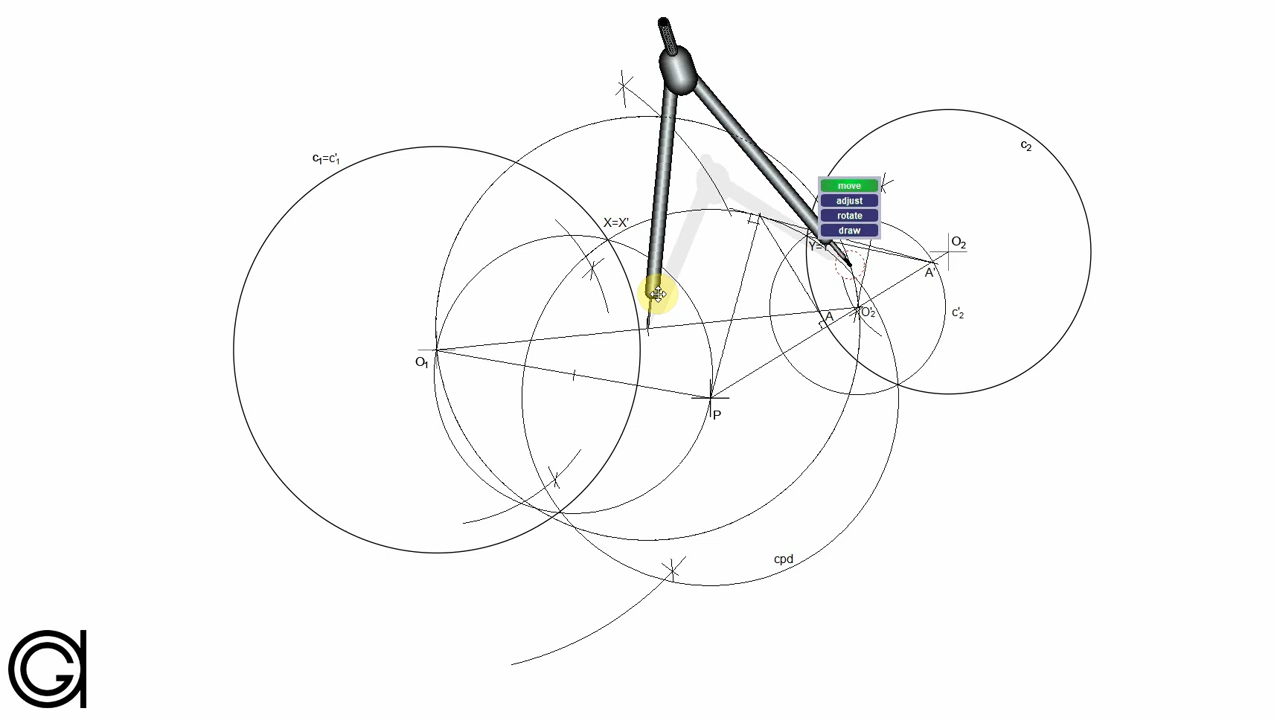 c₂
c₁=c'₁
move
adjust
rotate
draw
X=X'
O₂
A'
A
O'₂
c'₂
O₁
P
cpd